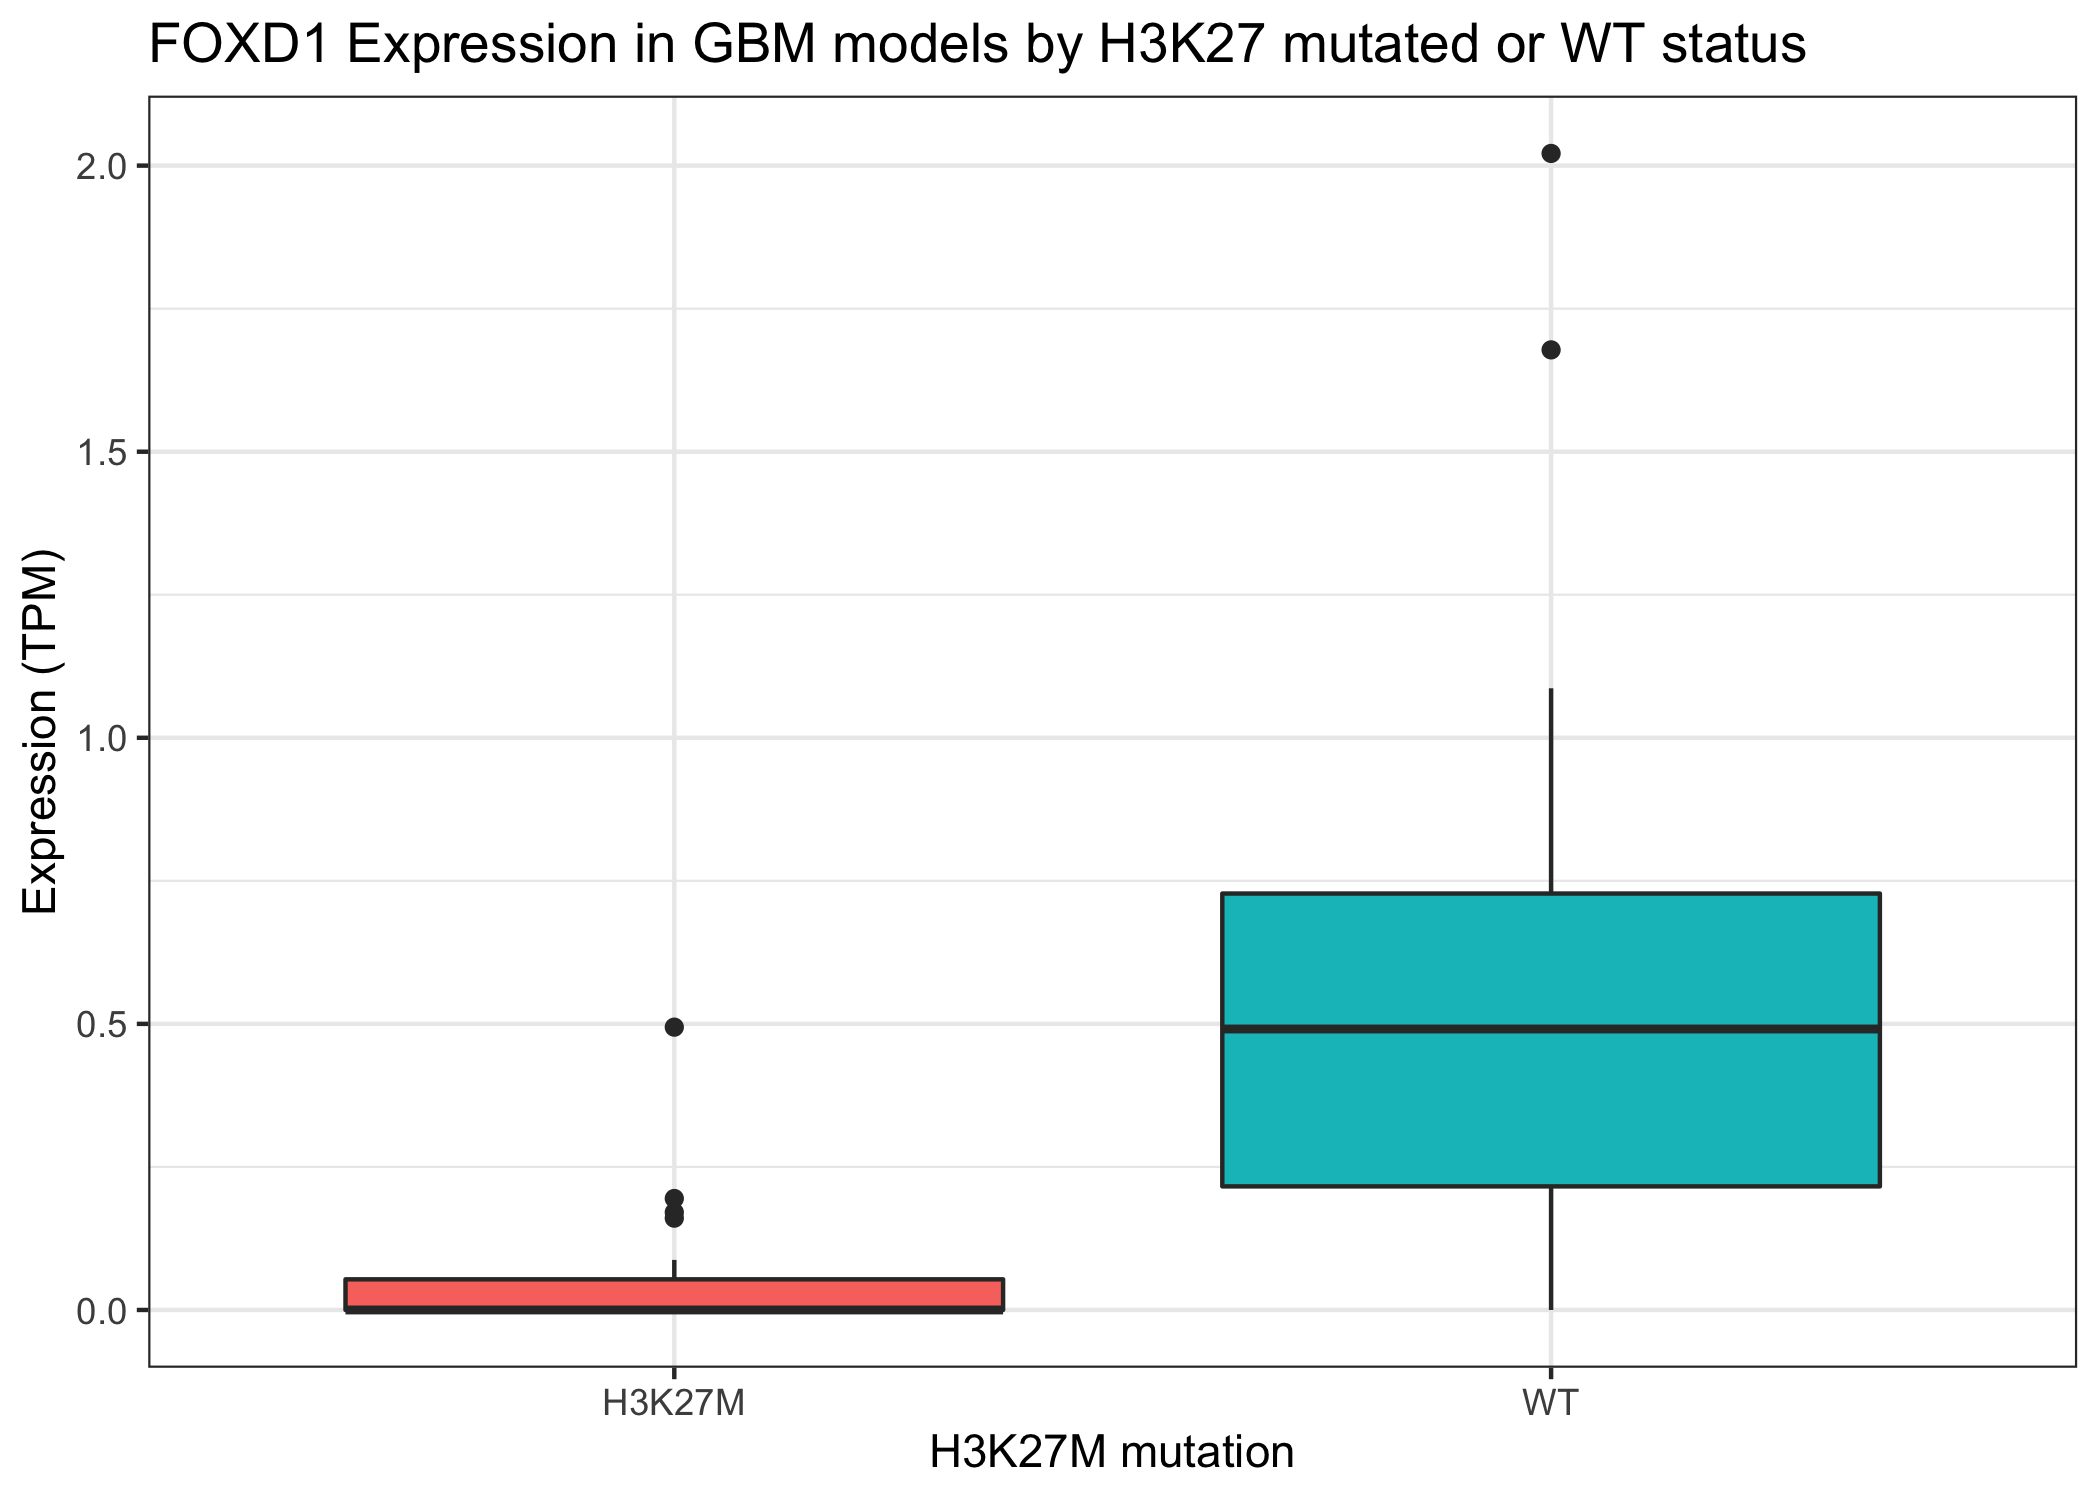 FOXD1 Expression in GBM models by H3K27 mutated or WT status
2.0
1.5
1.0
0.5
0.0
Expression (TPM)
H3K27M
WT
H3K27M mutation